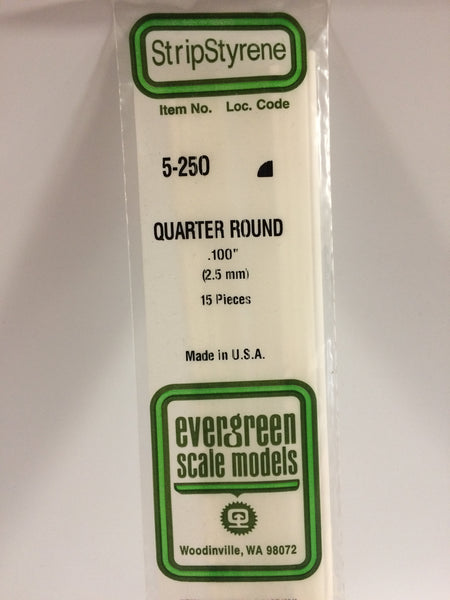 StripStyrene
Item No. Loc. Code
5-250
QUARTER ROUND
.100"
(2.5 mm)
15 Pieces
Made in U.S.A.
evergreen
scale models
Woodinville, WA 98072